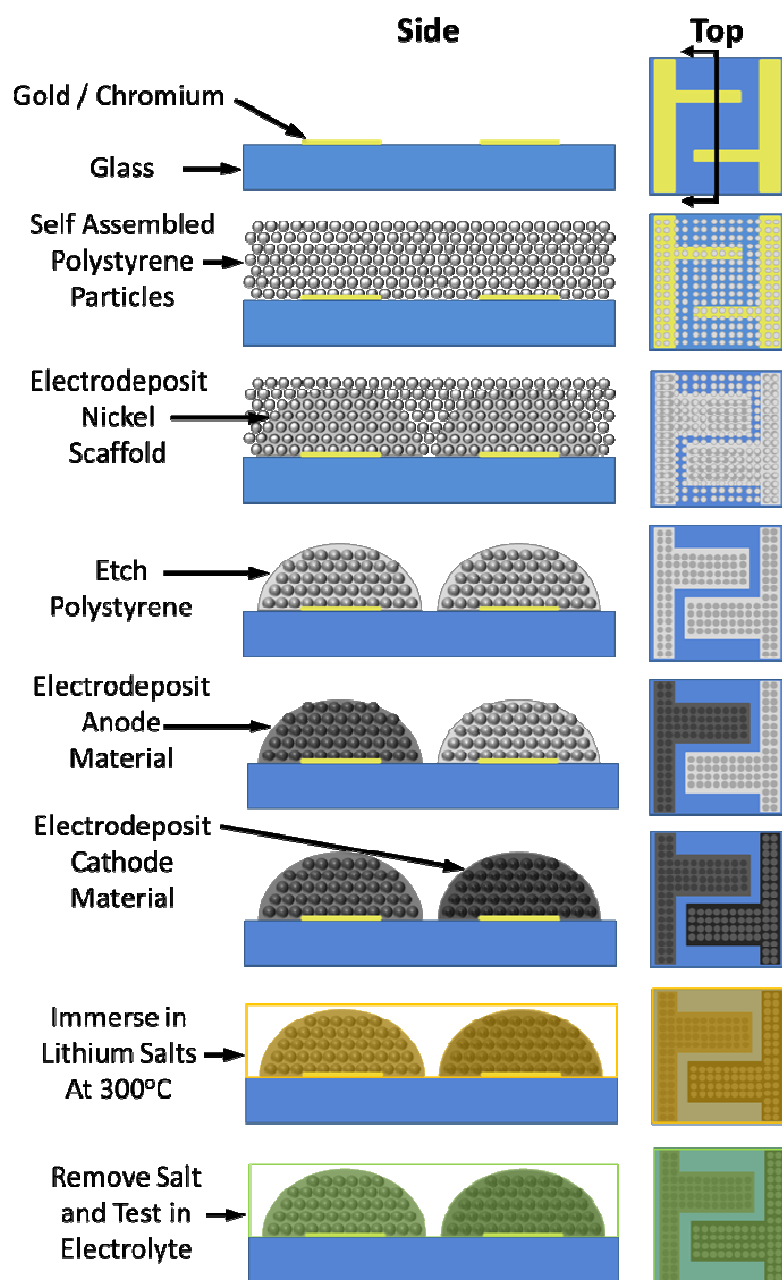 Side
Top
Gold / Chromium
Glass
Self Assembled
Polystyrene
Particles
Electrodeposit
Nickel
Scaffold
Etch
Polystyrene
Electrodeposit
Anode
Material
Electrodeposit
Cathode
Material
Immerse in
Lithium Salts
At 300°C
Remove Salt
and Test in
Electrolyte